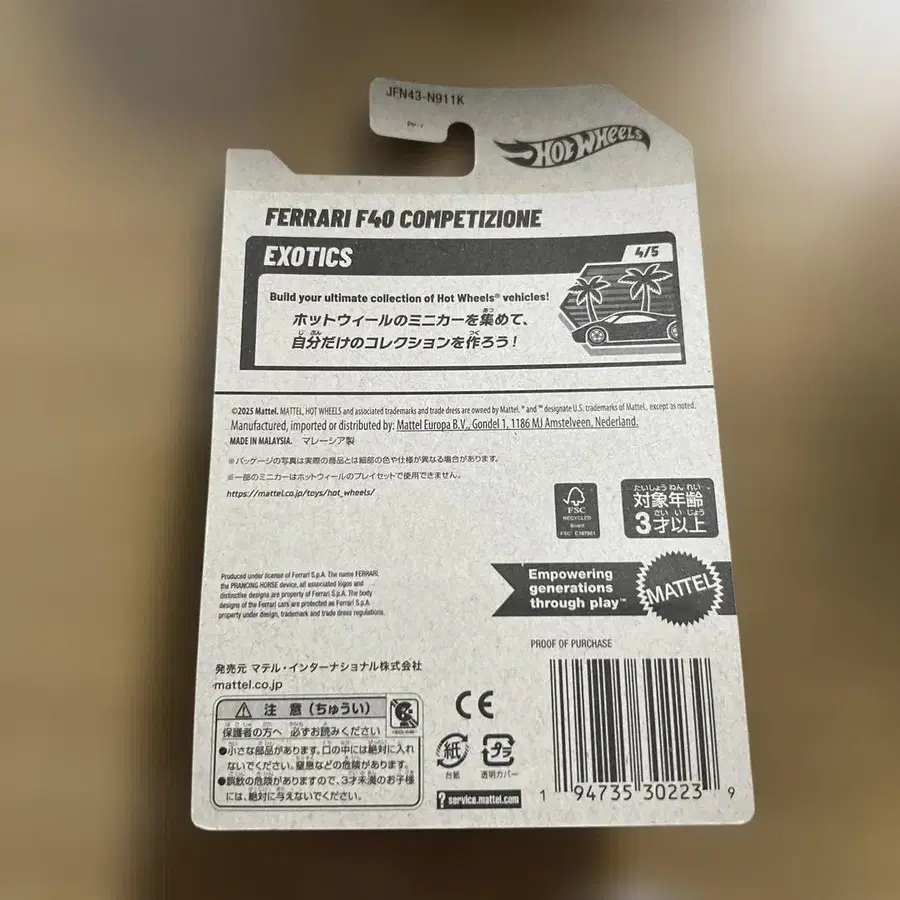 JFN43-N911K
HOT WHEELS
FERRARI F40 COMPETIZIONE
EXOTICS
4/5
Build your ultimate collection of Hot Wheels® vehicles!
ホットウィールのミニカーを集めて、
自分だけのコレクションを作ろう!
©2025 Mattel. MATTEL, HOT WHEELS and associated trademarks and trade dress are owned by Mattel. ® and ™ designate U.S. trademarks of Mattel, except as noted.
Manufactured, imported or distributed by: Mattel Europa B.V., Gondel 1, 1186 MJ Amstelveen, Nederland.
MADE IN MALAYSIA. マレーシア製
※パッケージの写真は実際の商品とは細部の色や仕様が異なる場合があります。
※一部のミニカーはホットウィールのプレイセットで使用できません。
https://mattel.co.jp/toys/hot_wheels/
FSC
RECYCLED
Board
たいしょうねんれい
対象年齢
さいいじょう
3才以上
Produced under license of Ferrari S.p.A. The name FERRARI,
the PRANCING HORSE device, all associated logos and
distinctive designs are property of Ferrari S.p.A. The body
designs of the Ferrari cars are protected as Ferrari S.p.A.
property under design, trademark and trade dress regulations.
Empowering
generations
through play™
MATTEL
PROOF OF PURCHASE
発売元 マテル・インターナショナル株式会社
mattel.co.jp
注 意(ちゅうい)
保護者の方へ 必ずお読みください
●小さな部品があります。口の中には絶対に入れ
ないでください。窒息などの危険があります。
●誤飲の危険がありますので、3才未満のお子様
には、絶対に与えないでください。
CE
紙
台紙
プラ
透明カバー
? service.mattel.com
1 94735 30223 9